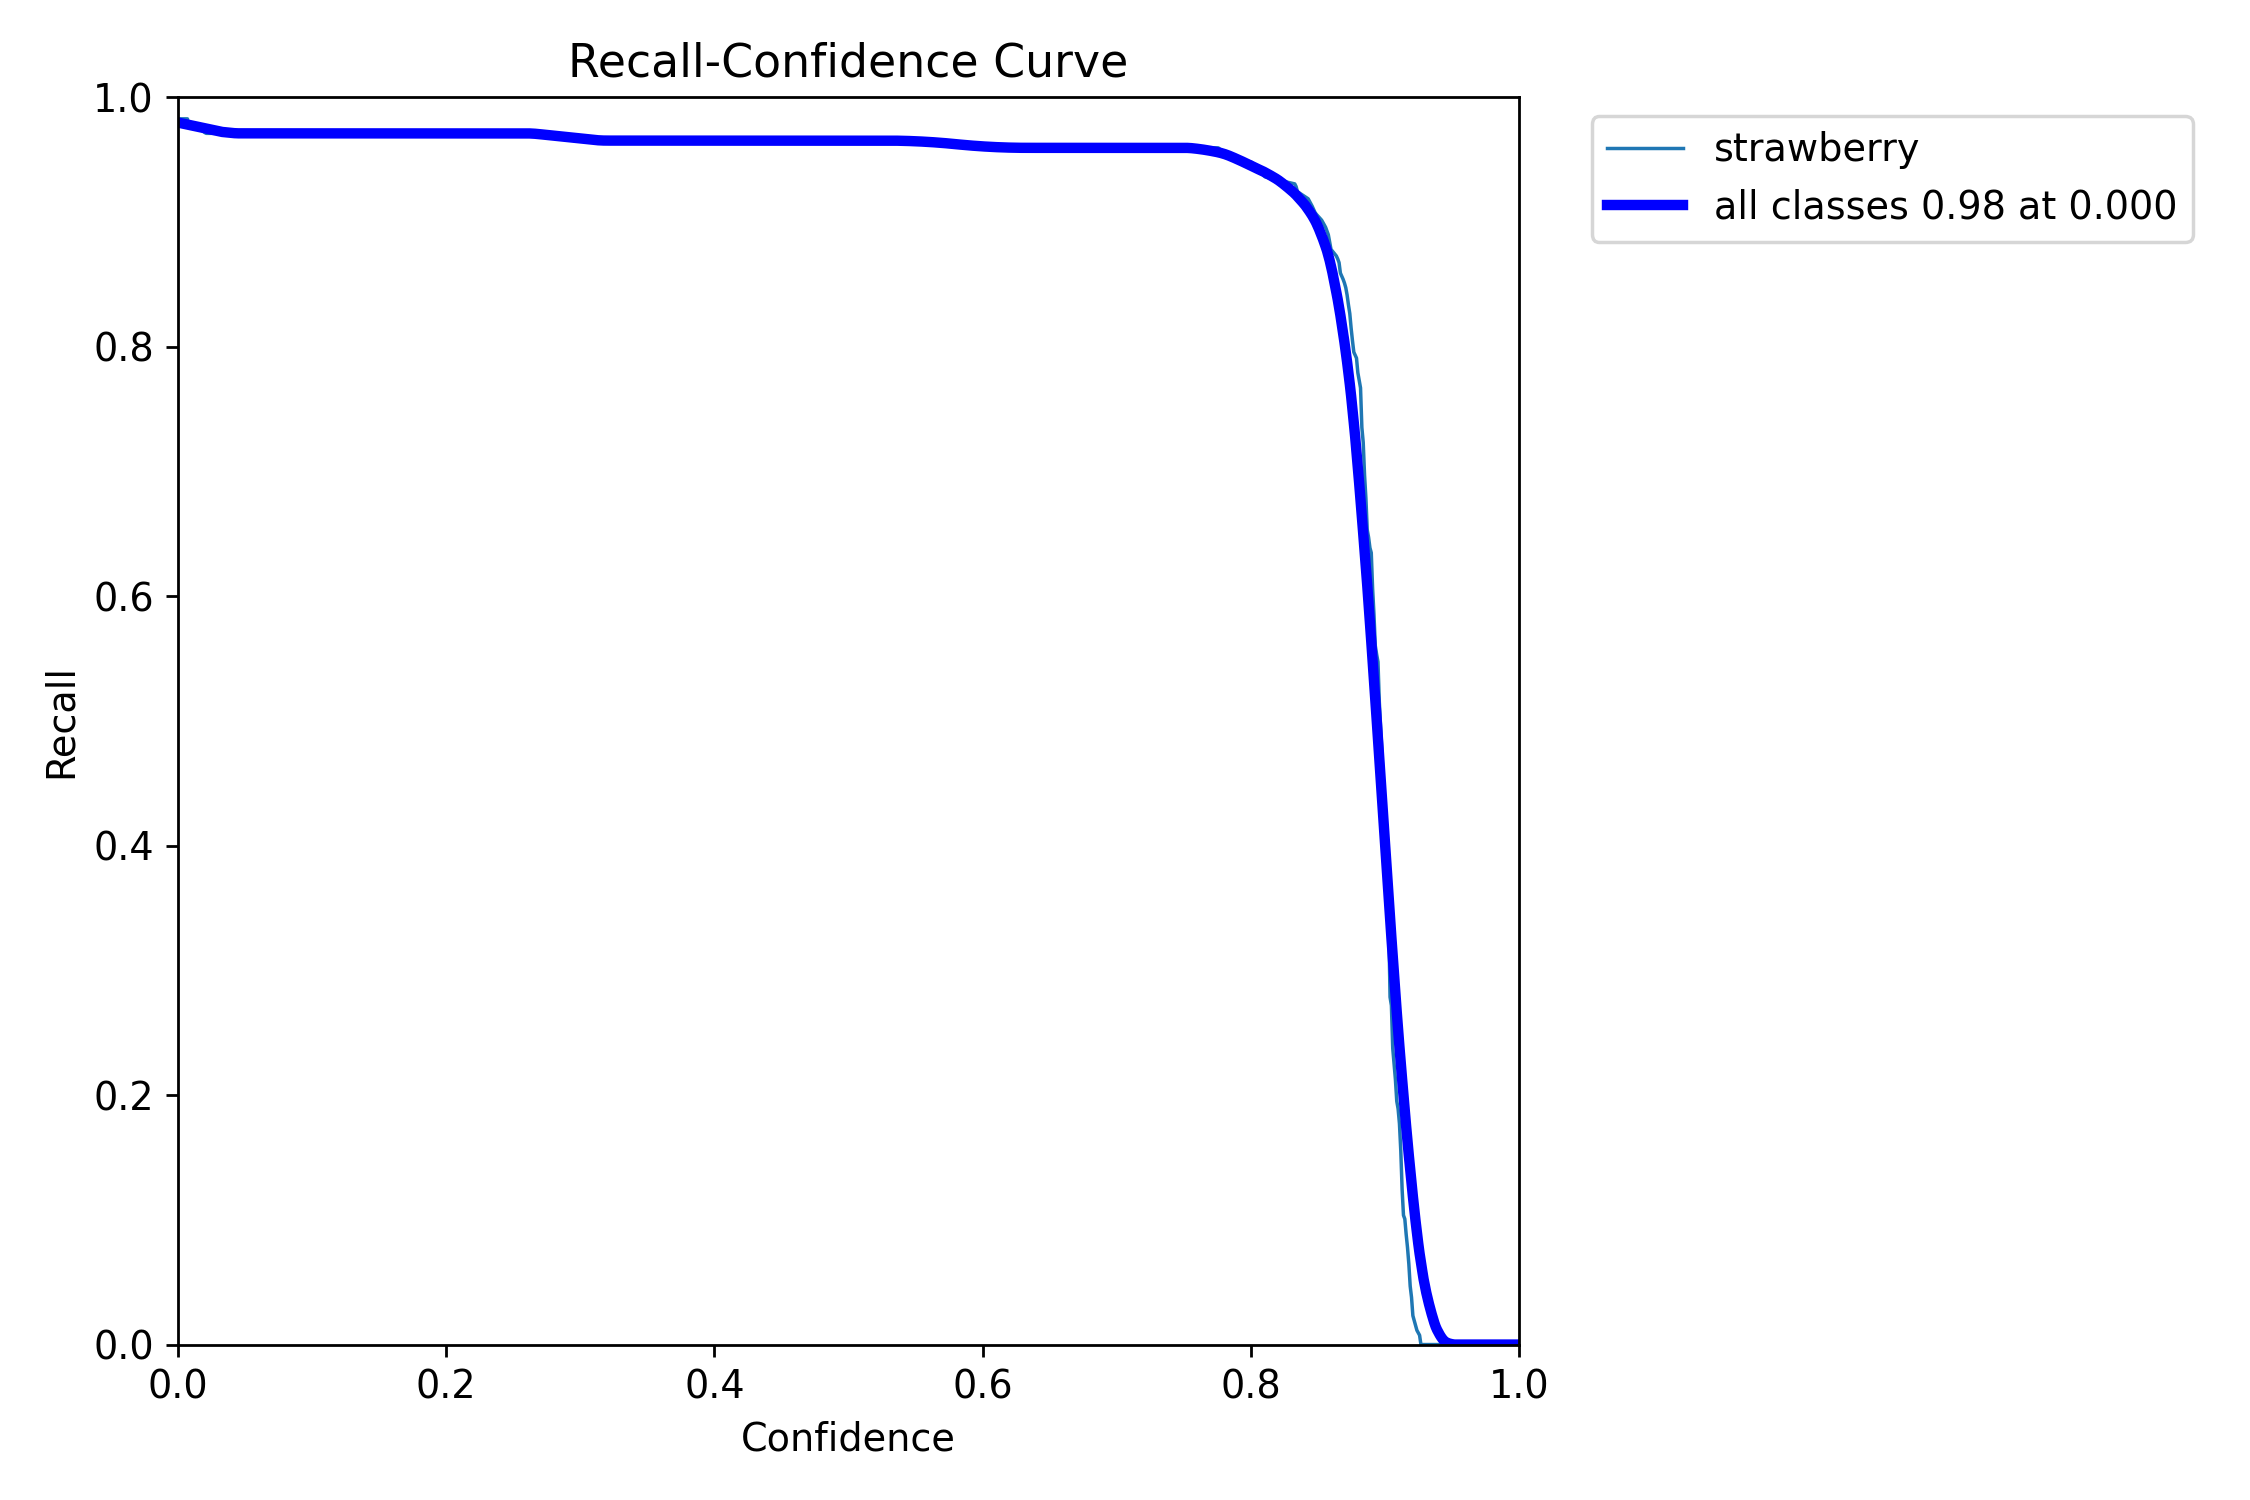 Recall-Confidence Curve
1.0
0.8
0.6
0.4
0.2
0.0
Recall
0.0 0.2 0.4 0.6 0.8 1.0
Confidence
strawberry
all classes 0.98 at 0.000